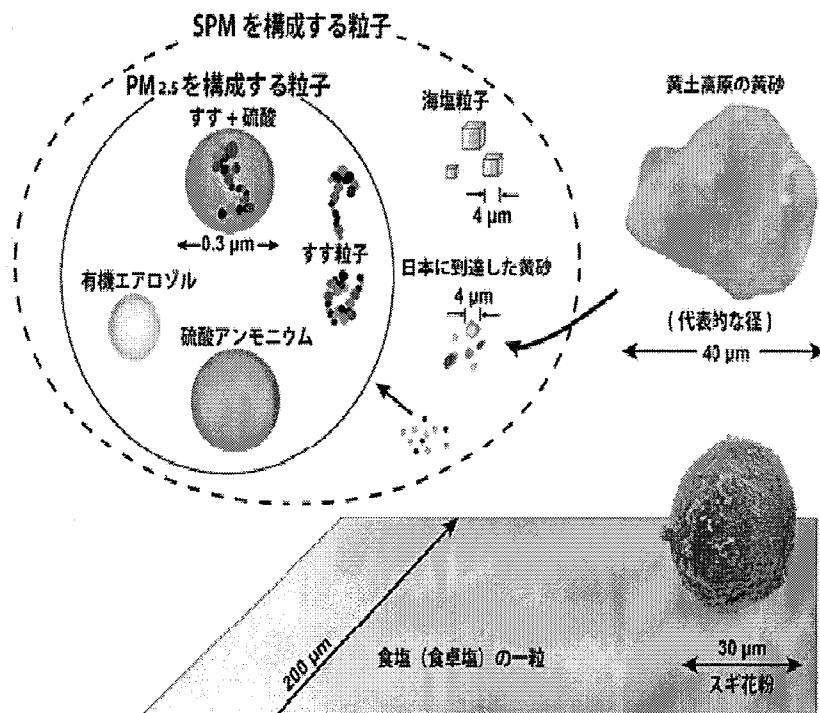 SPMを構成する粒子
PM2.5を構成する粒子
すす+硫酸
0.3 μm
すす粒子
有機エアロゾル
硫酸アンモニウム
海塩粒子
4 μm
日本に到達した黄砂
4 μm
黄土高原の黄砂
(代表的な径)
40 μm
200 μm
食塩(食卓塩)の一粒
30 μm
スギ花粉